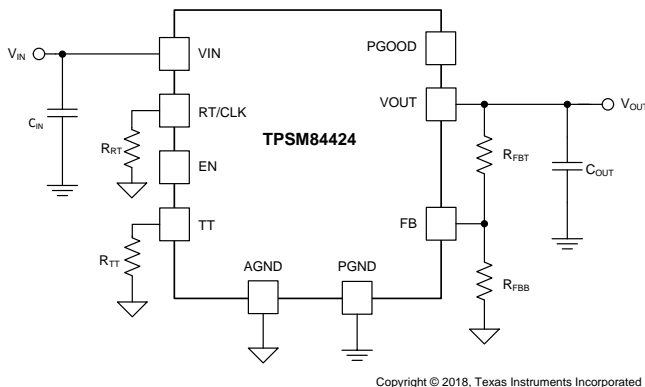 VIN
VIN
PGOOD
CIN
RT/CLK
VOUT
VOUT
TPSM84424
RRT
RFBT
COUT
EN
TT
FB
RTT
AGND
PGND
RFBB
Copyright © 2018, Texas Instruments Incorporated